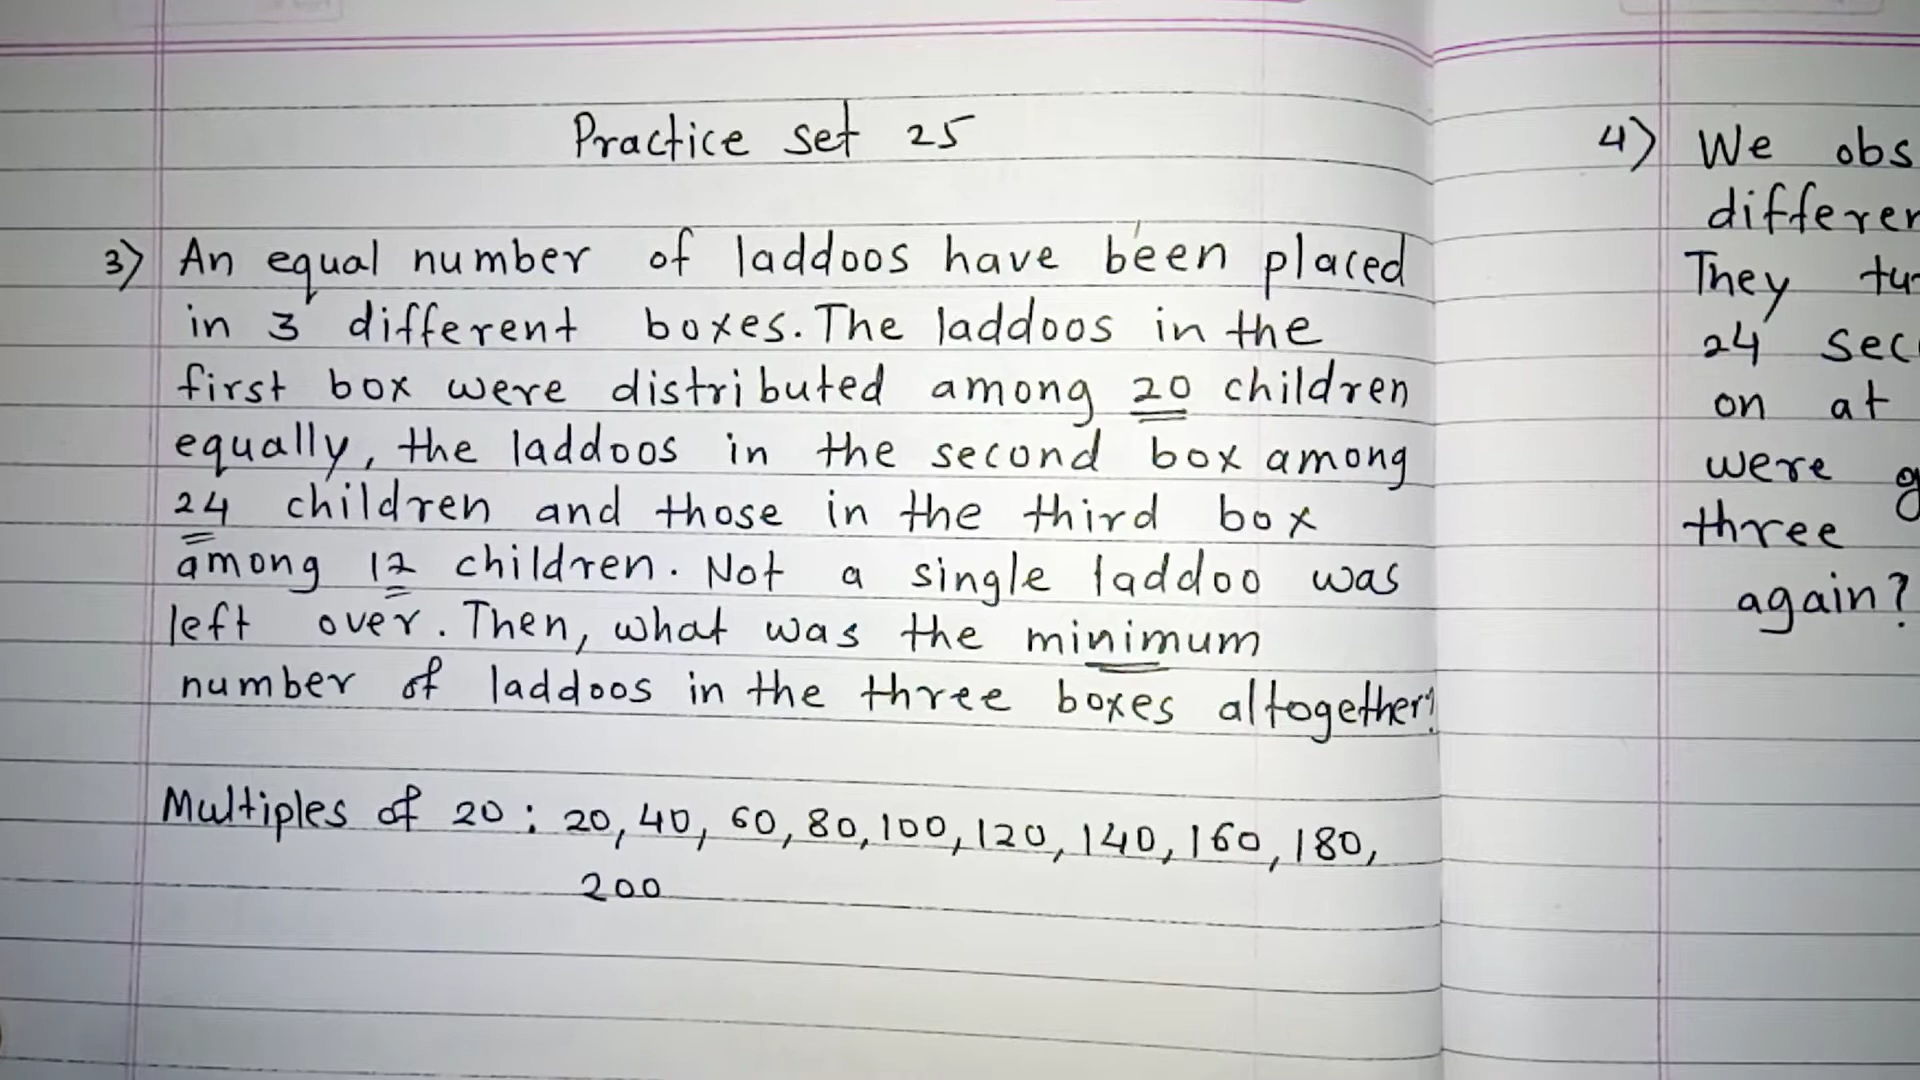 Practice set 25
3) An equal number of laddoos have been placed
in 3 different boxes. The laddoos in the
first box were distributed among 20 children
equally, the laddoos in the second box among
24 children and those in the third box
among 12 children. Not a single laddoo was
left over. Then, what was the minimum
number of laddoos in the three boxes altogether?
Multiples of 20 : 20, 40, 60, 80, 100, 120, 140, 160, 180,
200
4) We obs
differen
They tu
24 sec
on at
were g
three
again?